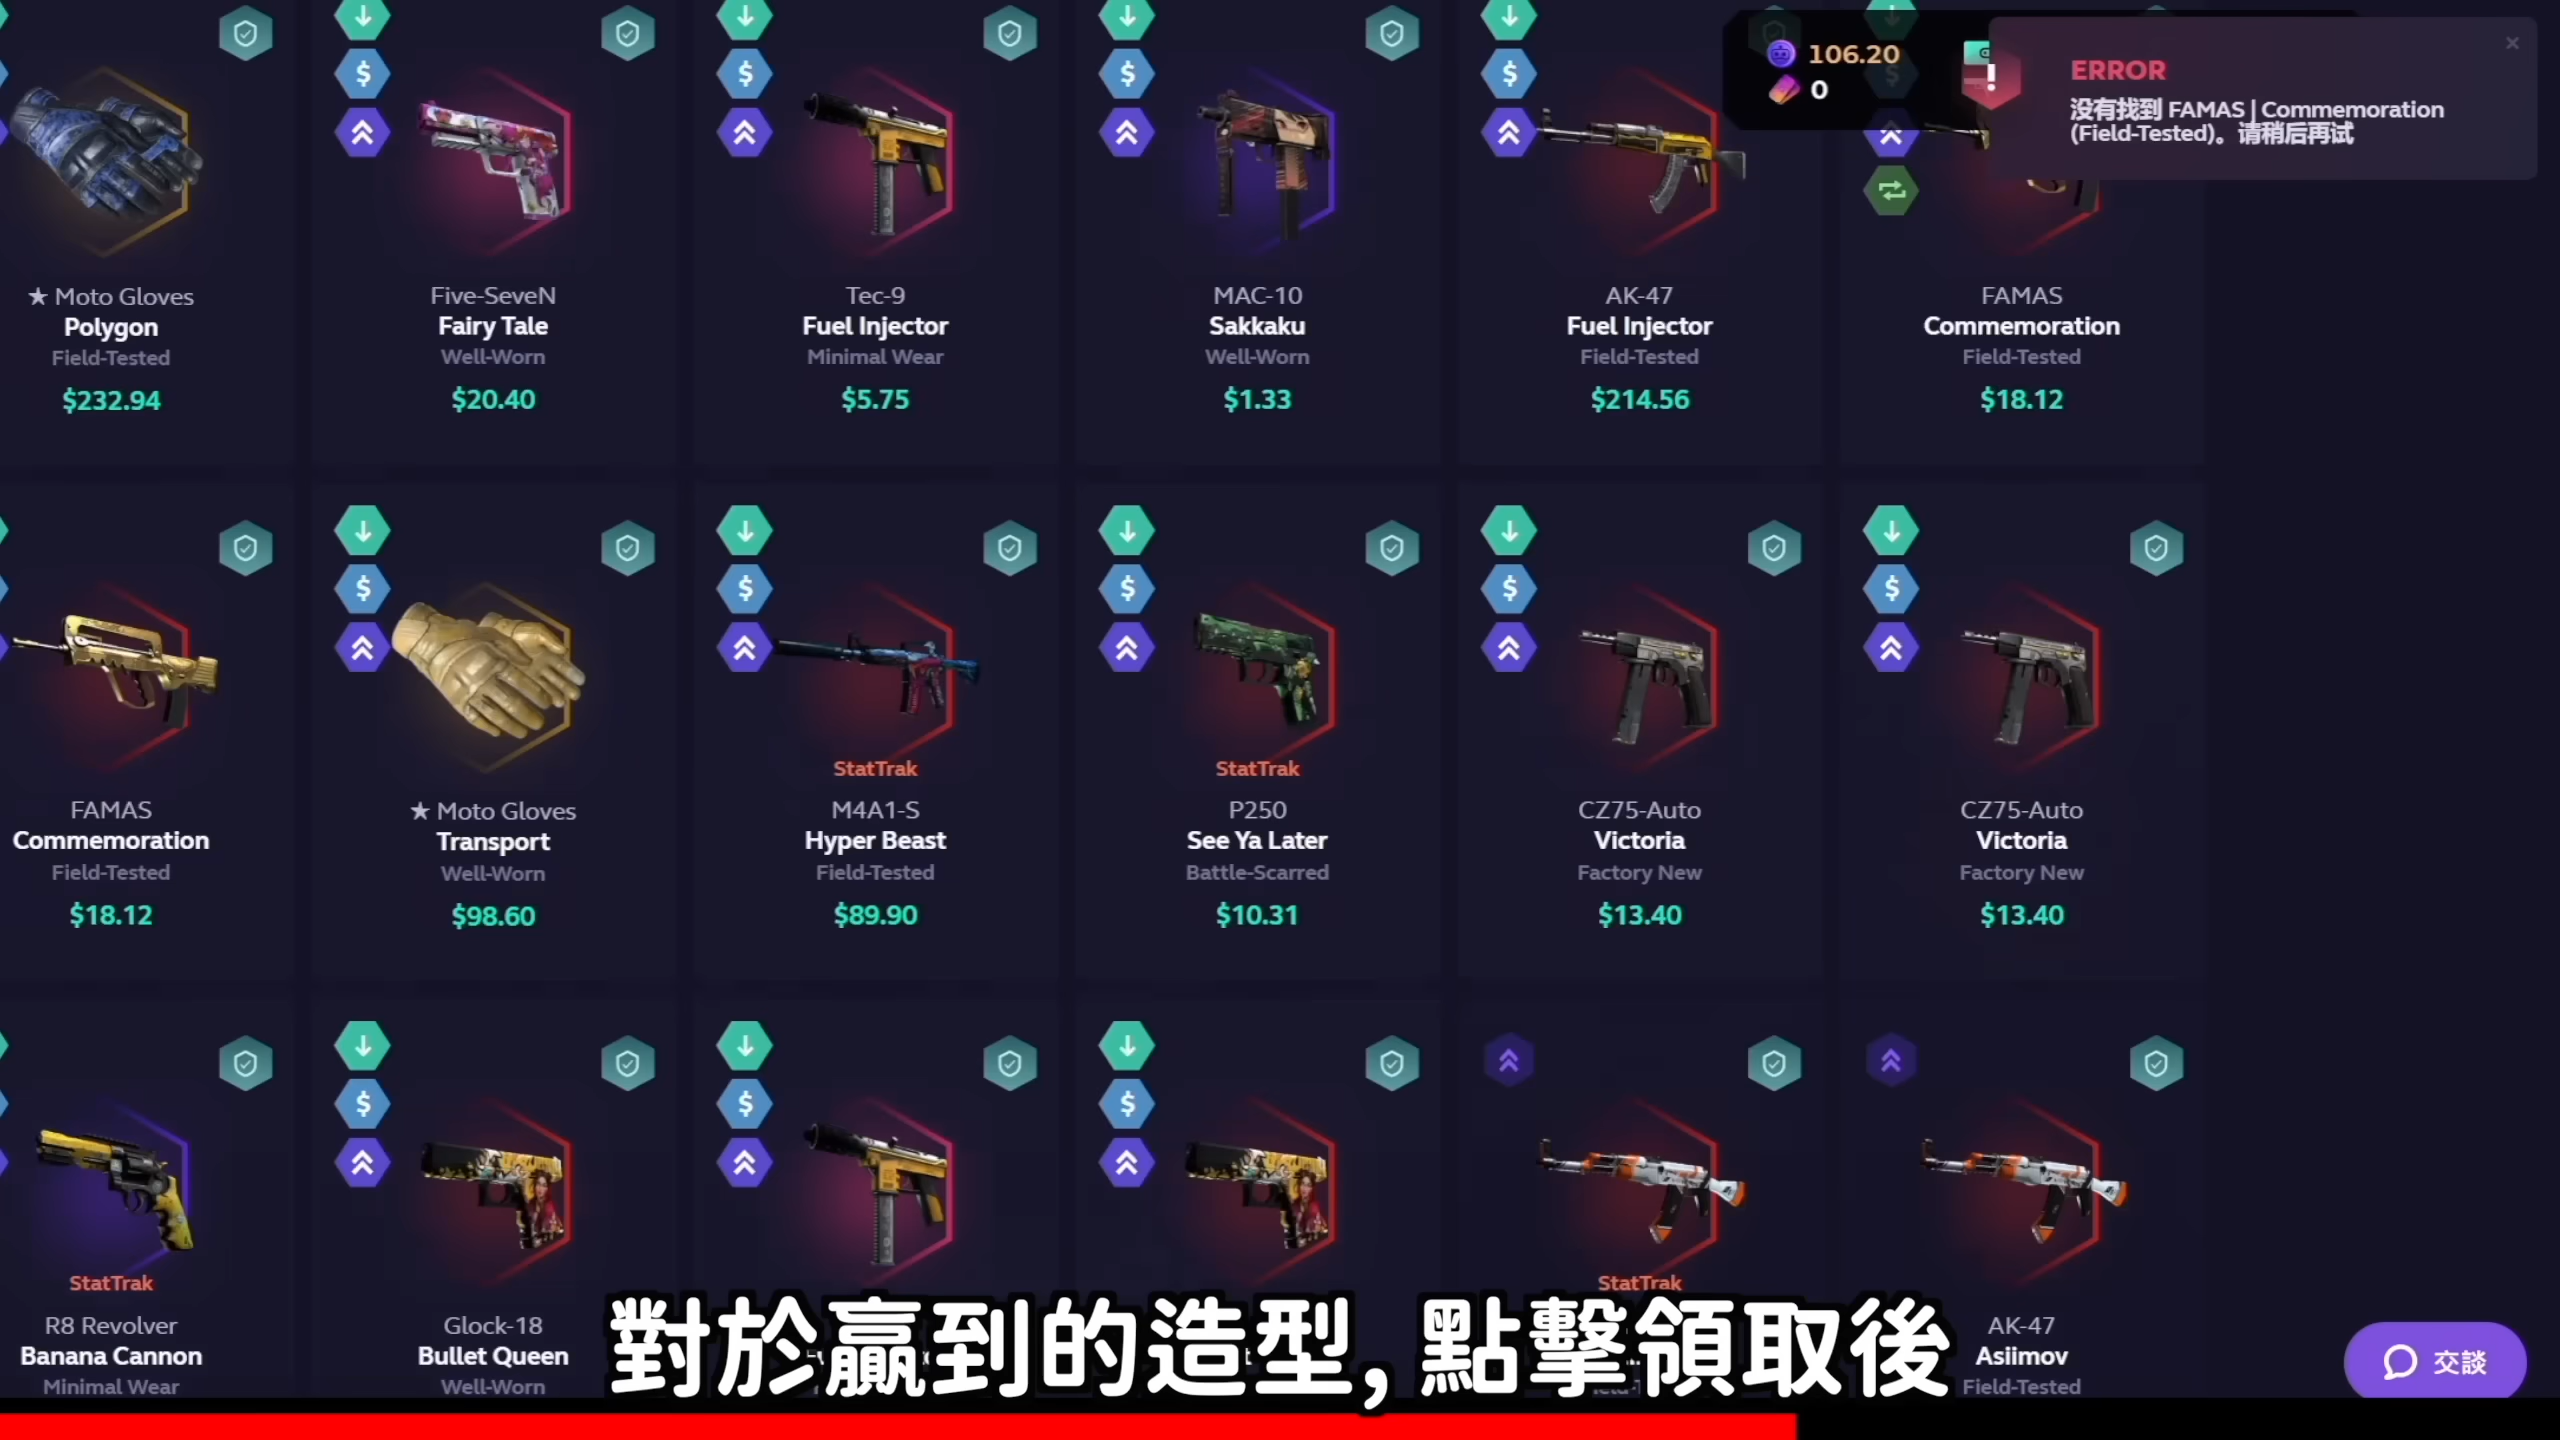 106.20
0
ERROR
没有找到 FAMAS | Commemoration
(Field-Tested)。请稍后再试
★ Moto Gloves
Polygon
Field-Tested
$232.94
Five-SeveN
Fairy Tale
Well-Worn
$20.40
Tec-9
Fuel Injector
Minimal Wear
$5.75
MAC-10
Sakkaku
Well-Worn
$1.33
AK-47
Fuel Injector
Field-Tested
$214.56
FAMAS
Commemoration
Field-Tested
$18.12
FAMAS
Commemoration
Field-Tested
$18.12
★ Moto Gloves
Transport
Well-Worn
$98.60
StatTrak
M4A1-S
Hyper Beast
Field-Tested
$89.90
StatTrak
P250
See Ya Later
Battle-Scarred
$10.31
CZ75-Auto
Victoria
Factory New
$13.40
CZ75-Auto
Victoria
Factory New
$13.40
StatTrak
R8 Revolver
Banana Cannon
Minimal Wear
Glock-18
Bullet Queen
Well-Worn
StatTrak
AK-47
Asiimov
Field-Tested
對於贏到的造型, 點擊領取後
交談